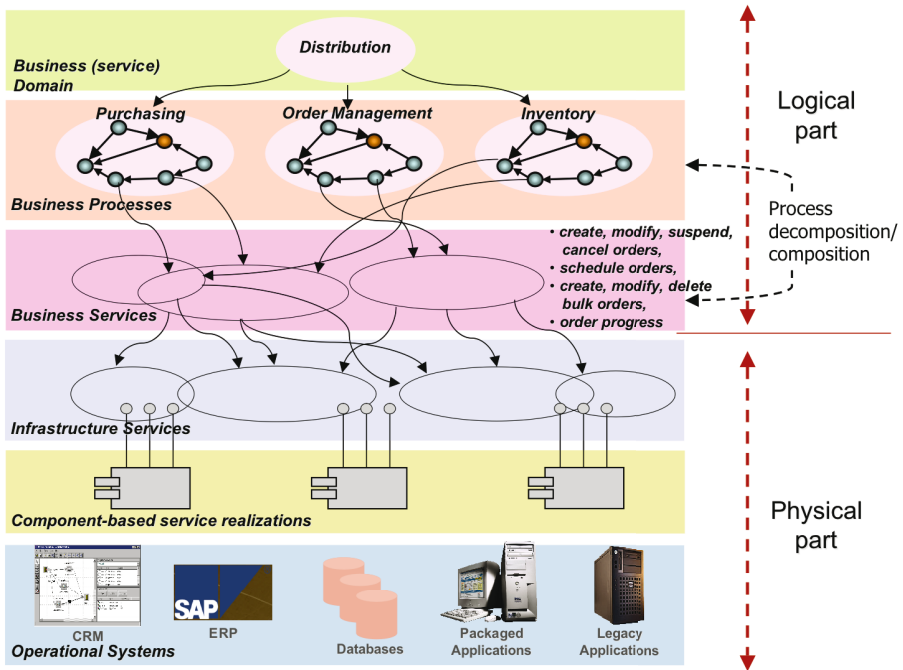 Distribution
Business (service)
Domain
Logical
part
Purchasing
Order Management
Inventory
Business Processes
Process
decomposition/
composition
• create, modify, suspend,
cancel orders,
• schedule orders,
• create, modify, delete
bulk orders,
• order progress
Business Services
Infrastructure Services
Component-based service realizations
Physical
part
SAP
CRM
ERP
Databases
Packaged
Applications
Legacy
Applications
Operational Systems